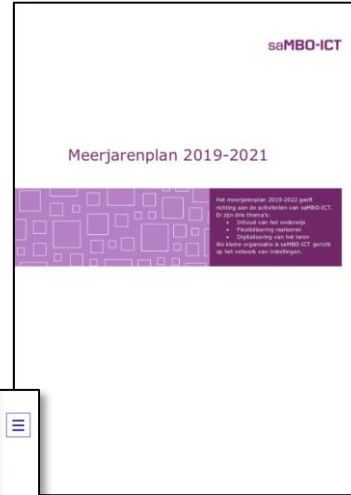 saMBO-ICT
Meerjarenplan 2019-2021
Het meerjarenplan 2019-2022 geeft
richting aan de activiteiten van saMBO-ICT.
Er zijn drie thema's:
• Inhoud van het onderwijs
• Flexibilisering realiseren
• Digitalisering van het leren
Als kleine organisatie is saMBO-ICT gericht
op het netwerk van instellingen.